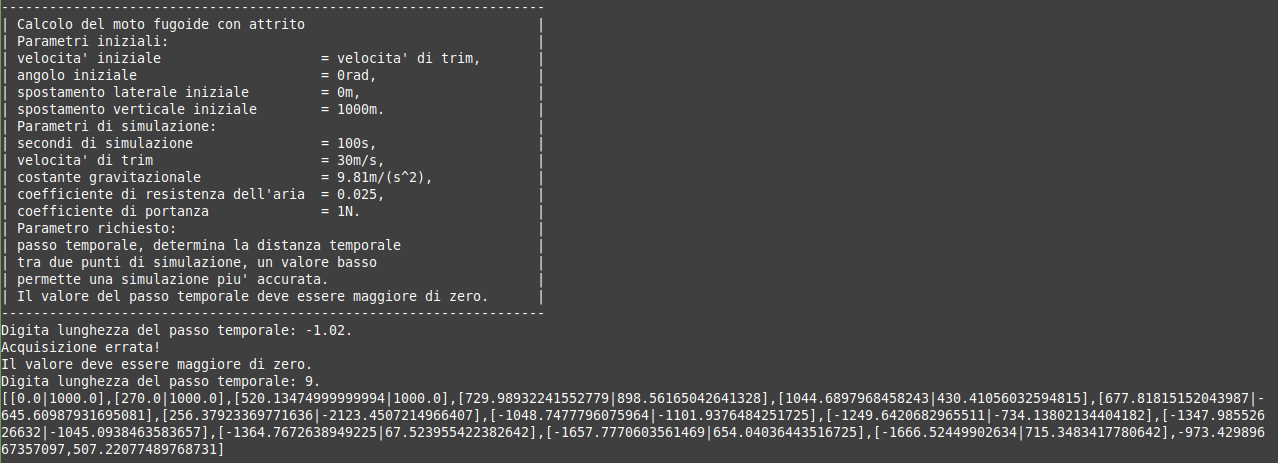 --------------------------------------------------------------------
| Calcolo del moto fugoide con attrito                             |
| Parametri iniziali:                                              |
| velocita' iniziale                    = velocita' di trim,       |
| angolo iniziale                       = 0rad,                    |
| spostamento laterale iniziale         = 0m,                      |
| spostamento verticale iniziale        = 1000m.                   |
| Parametri di simulazione:                                        |
| secondi di simulazione                = 100s,                    |
| velocita' di trim                     = 30m/s,                   |
| costante gravitazionale               = 9.81m/(s^2),             |
| coefficiente di resistenza dell'aria  = 0.025,                   |
| coefficiente di portanza              = 1N.                      |
| Parametro richiesto:                                             |
| passo temporale, determina la distanza temporale                 |
| tra due punti di simulazione, un valore basso                    |
| permette una simulazione piu' accurata.                          |
| Il valore del passo temporale deve essere maggiore di zero.      |
--------------------------------------------------------------------
Digita lunghezza del passo temporale: -1.02.
Acquisizione errata!
Il valore deve essere maggiore di zero.
Digita lunghezza del passo temporale: 9.
[[0.0|1000.0],[270.0|1000.0],[520.13474999999994|1000.0],[729.98932241552779|898.56165042641328],[1044.6897968458243|430.41056032594815],[677.81815152043987|-
645.60987931695081],[256.37923369771636|-2123.4507214966407],[-1048.7477796075964|-1101.9376484251725],[-1249.6420682965511|-734.13802134404182],[-1347.985526
26632|-1045.0938463583657],[-1364.7672638949225|67.523955422382642],[-1657.7770603561469|654.04036443516725],[-1666.52449902634|715.3483417780642],-973.429896
67357097,507.22077489768731]